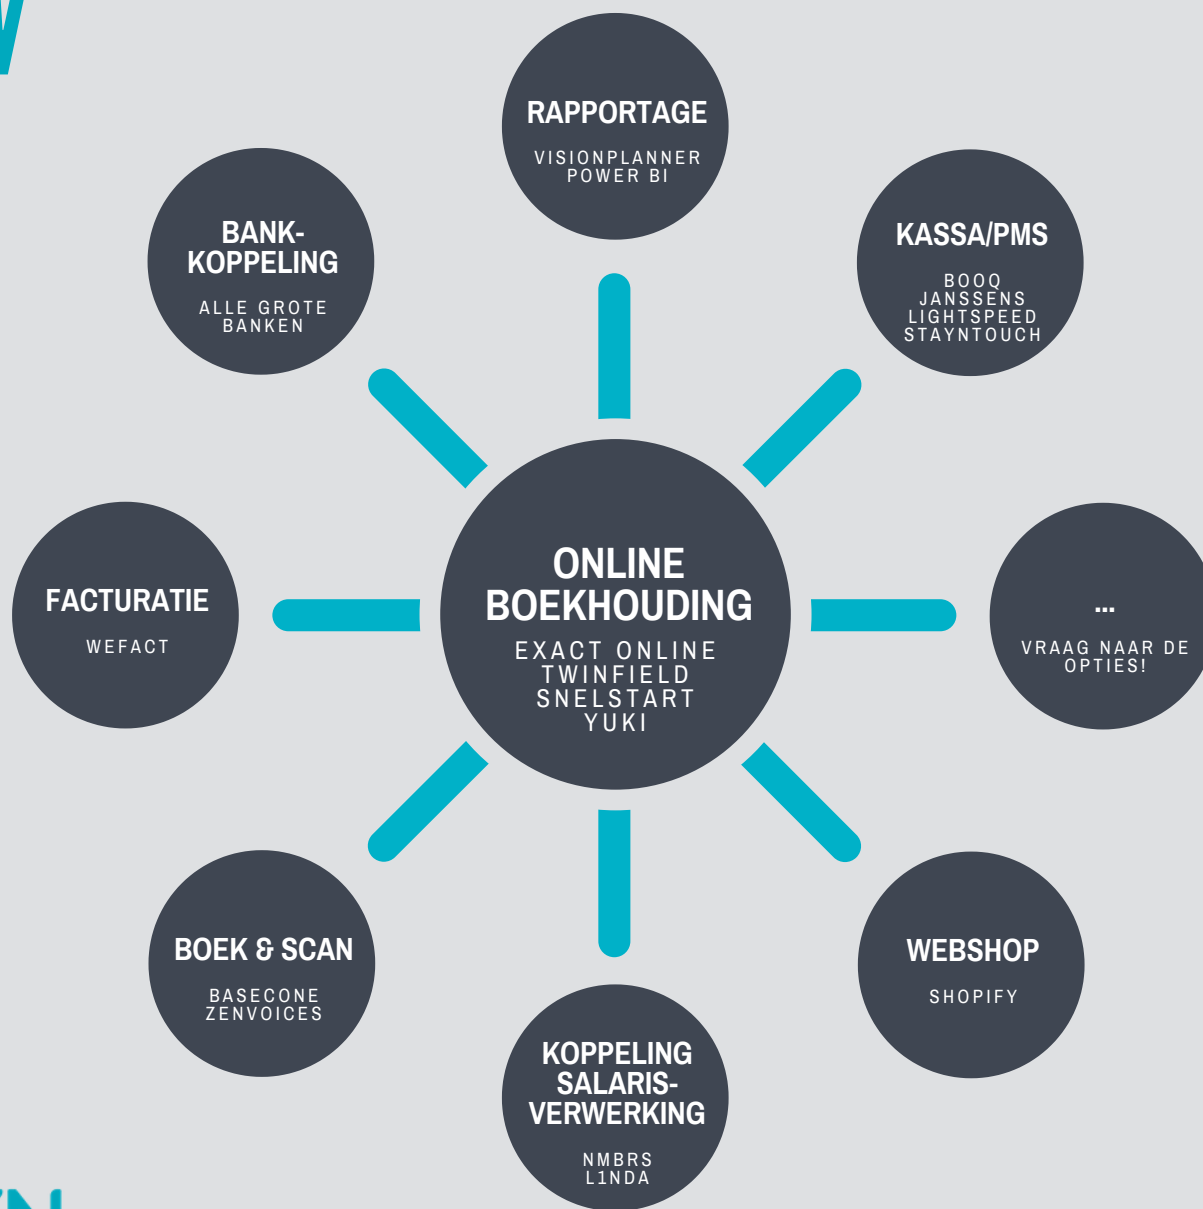 RAPPORTAGE
VISIONPLANNER
POWER BI
BANK-
KOPPELING
ALLE GROTE
BANKEN
KASSA/PMS
BOOQ
JANSSENS
LIGHTSPEED
STAYNTOUCH
FACTURATIE
WEFACT
ONLINE
BOEKHOUDING
EXACT ONLINE
TWINFIELD
SNELSTART
YUKI
...
VRAAG NAAR DE
OPTIES!
BOEK & SCAN
BASECONE
ZENVOICES
WEBSHOP
SHOPIFY
KOPPELING
SALARIS-
VERWERKING
NMBRS
L1NDA